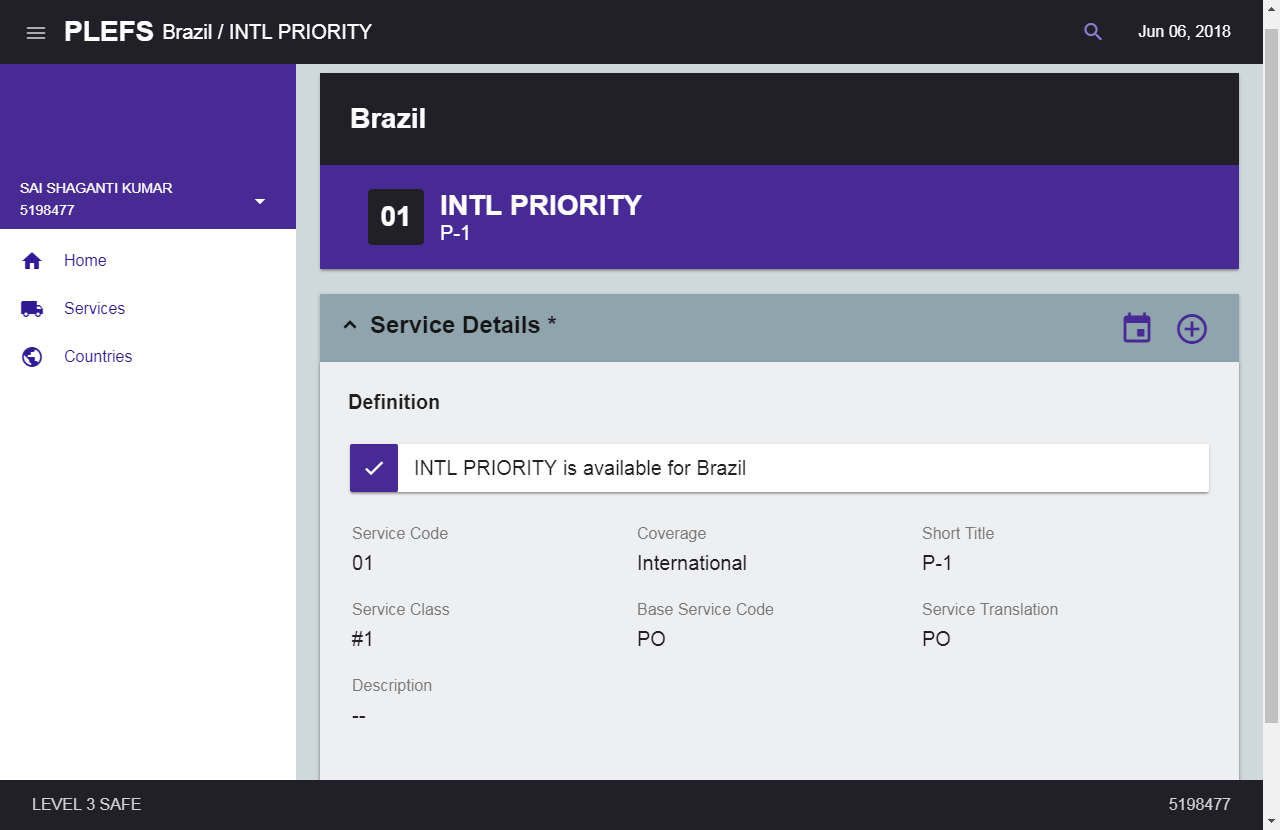 PLEFS Brazil / INTL PRIORITY
Jun 06, 2018
SAI SHAGANTI KUMAR
5198477
Home
Services
Countries
Brazil
01
INTL PRIORITY
P-1
Service Details *
Definition
INTL PRIORITY is available for Brazil
Service Code
01
Coverage
International
Short Title
P-1
Service Class
#1
Base Service Code
PO
Service Translation
PO
Description
--
LEVEL 3 SAFE
5198477